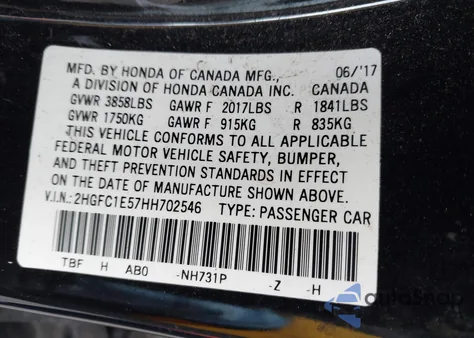 MFD. BY HONDA OF CANADA MFG., 06/'17
A DIVISION OF HONDA CANADA INC. CANADA
GVWR 3858LBS GAWR F 2017LBS R 1841LBS
GVWR 1750KG GAWR F 915KG R 835KG
THIS VEHICLE CONFORMS TO ALL APPLICABLE
FEDERAL MOTOR VEHICLE SAFETY, BUMPER,
AND THEFT PREVENTION STANDARDS IN EFFECT
ON THE DATE OF MANUFACTURE SHOWN ABOVE.
V.I.N.: 2HGFC1E57HH702546 TYPE: PASSENGER CAR
TBF H AB0 -NH731P -Z -H
autoSnap